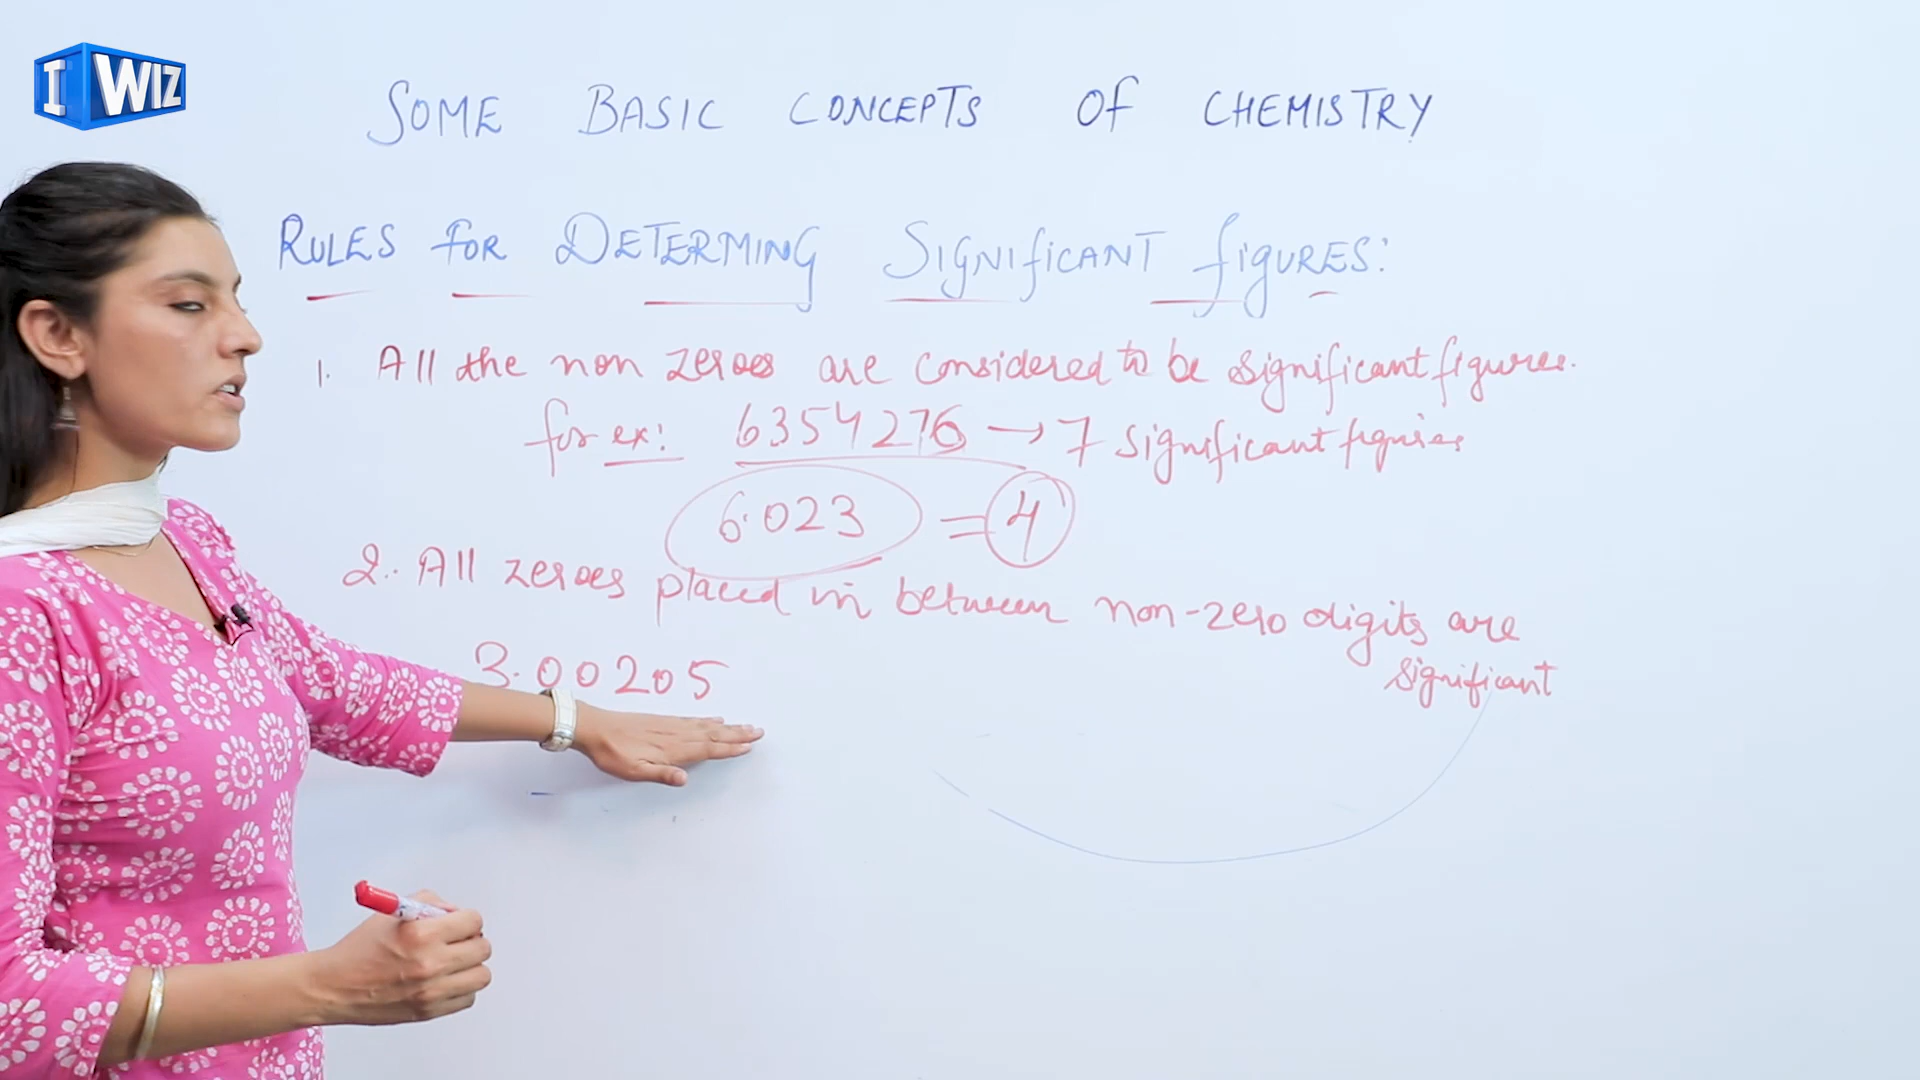 I WIZ
SOME BASIC CONCEPTS Of CHEMISTRY
RULES foR DETERMING SIGNIfICANT fIGURES:
1. All the non zeroes are considered to be significant figures.
for ex: 6354276 → 7 significant figures
6.023 = 4
2. All zeroes placed in between non-zero digits are
significant
3.00205